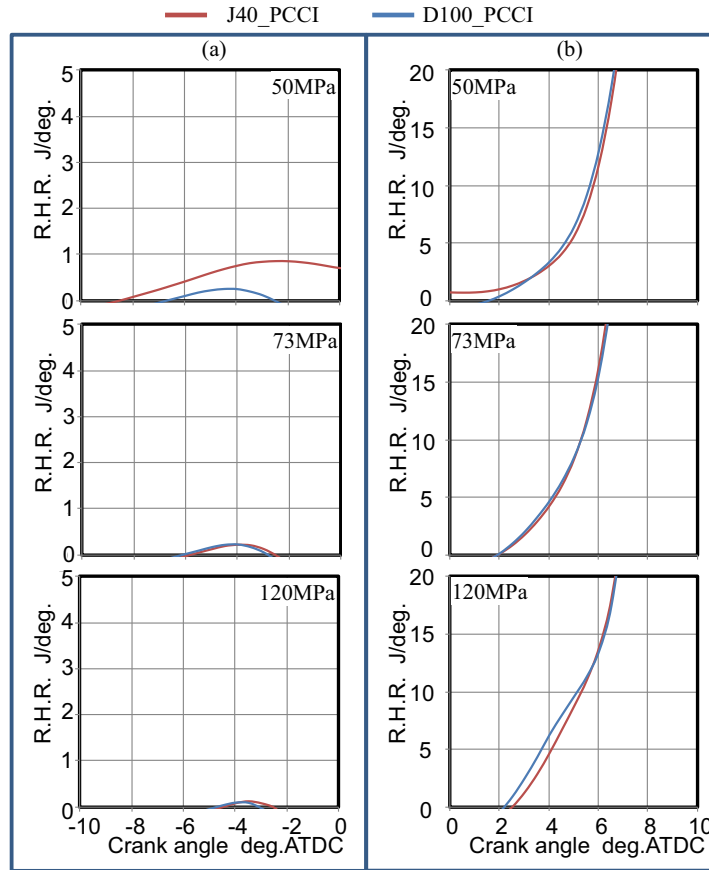 J40_PCCI D100_PCCI
(a) (b)
50MPa
5
4
3
2
1
0
R.H.R. J/deg.
50MPa
20
15
10
5
0
R.H.R. J/deg.
73MPa
5
4
3
2
1
0
R.H.R. J/deg.
73MPa
20
15
10
5
0
R.H.R. J/deg.
120MPa
5
4
3
2
1
0
R.H.R. J/deg.
-10 -8 -6 -4 -2 0
Crank angle deg.ATDC
120MPa
20
15
10
5
0
R.H.R. J/deg.
0 2 4 6 8 10
Crank angle deg.ATDC